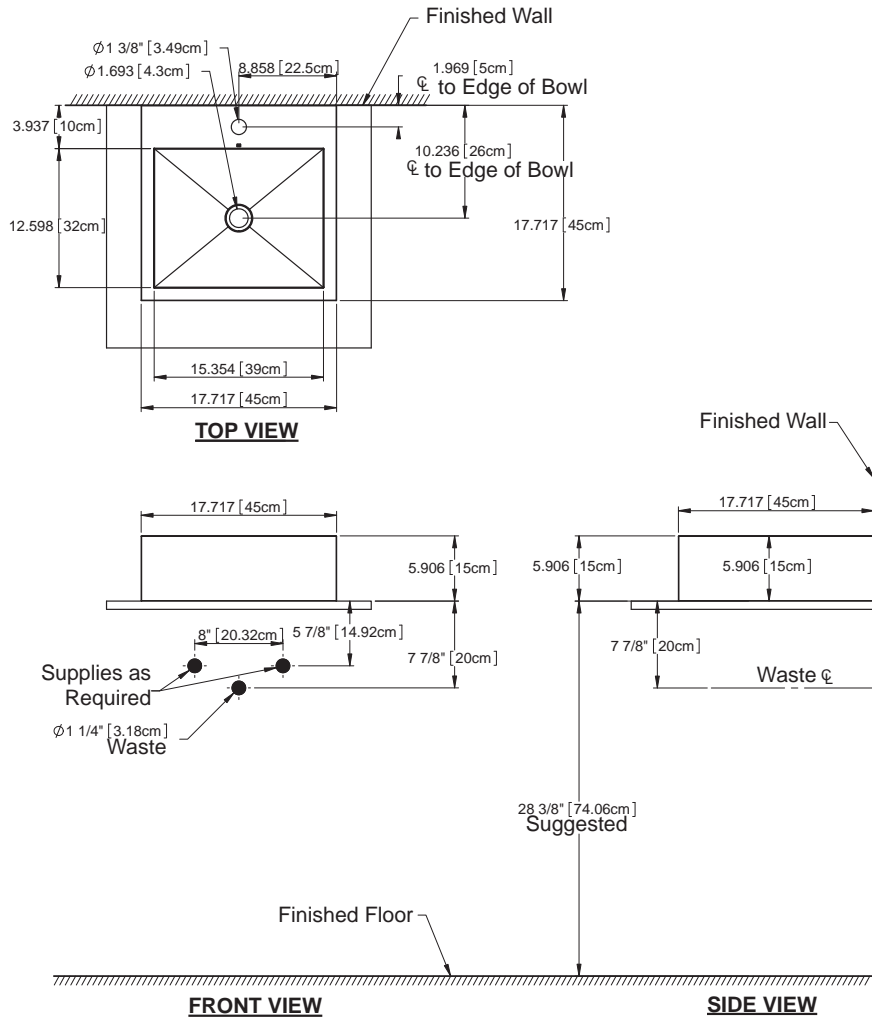 Finished Wall
Ø1 3/8" [3.49cm]
8.858 [22.5cm]
1.969 [5cm]
℄ to Edge of Bowl
Ø1.693 [4.3cm]
3.937 [10cm]
10.236 [26cm]
℄ to Edge of Bowl
12.598 [32cm]
17.717 [45cm]
15.354 [39cm]
17.717 [45cm]
TOP VIEW
Finished Wall
17.717 [45cm]
17.717 [45cm]
5.906 [15cm]
5.906 [15cm]
5.906 [15cm]
8" [20.32cm]
5 7/8" [14.92cm]
7 7/8" [20cm]
7 7/8" [20cm]
Supplies as
Required
Waste ℄
Ø1 1/4" [3.18cm]
Waste
28 3/8" [74.06cm]
Suggested
Finished Floor
FRONT VIEW
SIDE VIEW